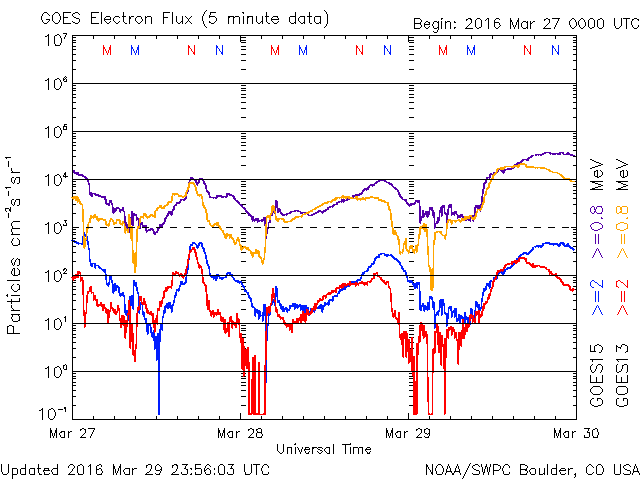 GOES Electron Flux (5 minute data)
Begin: 2016 Mar 27 0000 UTC
M M N N M M N N M M N N
10⁷
10⁶
10⁵
10⁴
10³
10²
10¹
10⁰
10⁻¹
Particles cm⁻²s⁻¹sr⁻¹
Mar 27 Mar 28 Mar 29 Mar 30
Universal Time
GOES15 >=2 >=0.8 MeV
GOES13 >=2 >=0.8 MeV
Updated 2016 Mar 29 23:56:03 UTC
NOAA/SWPC Boulder, CO USA